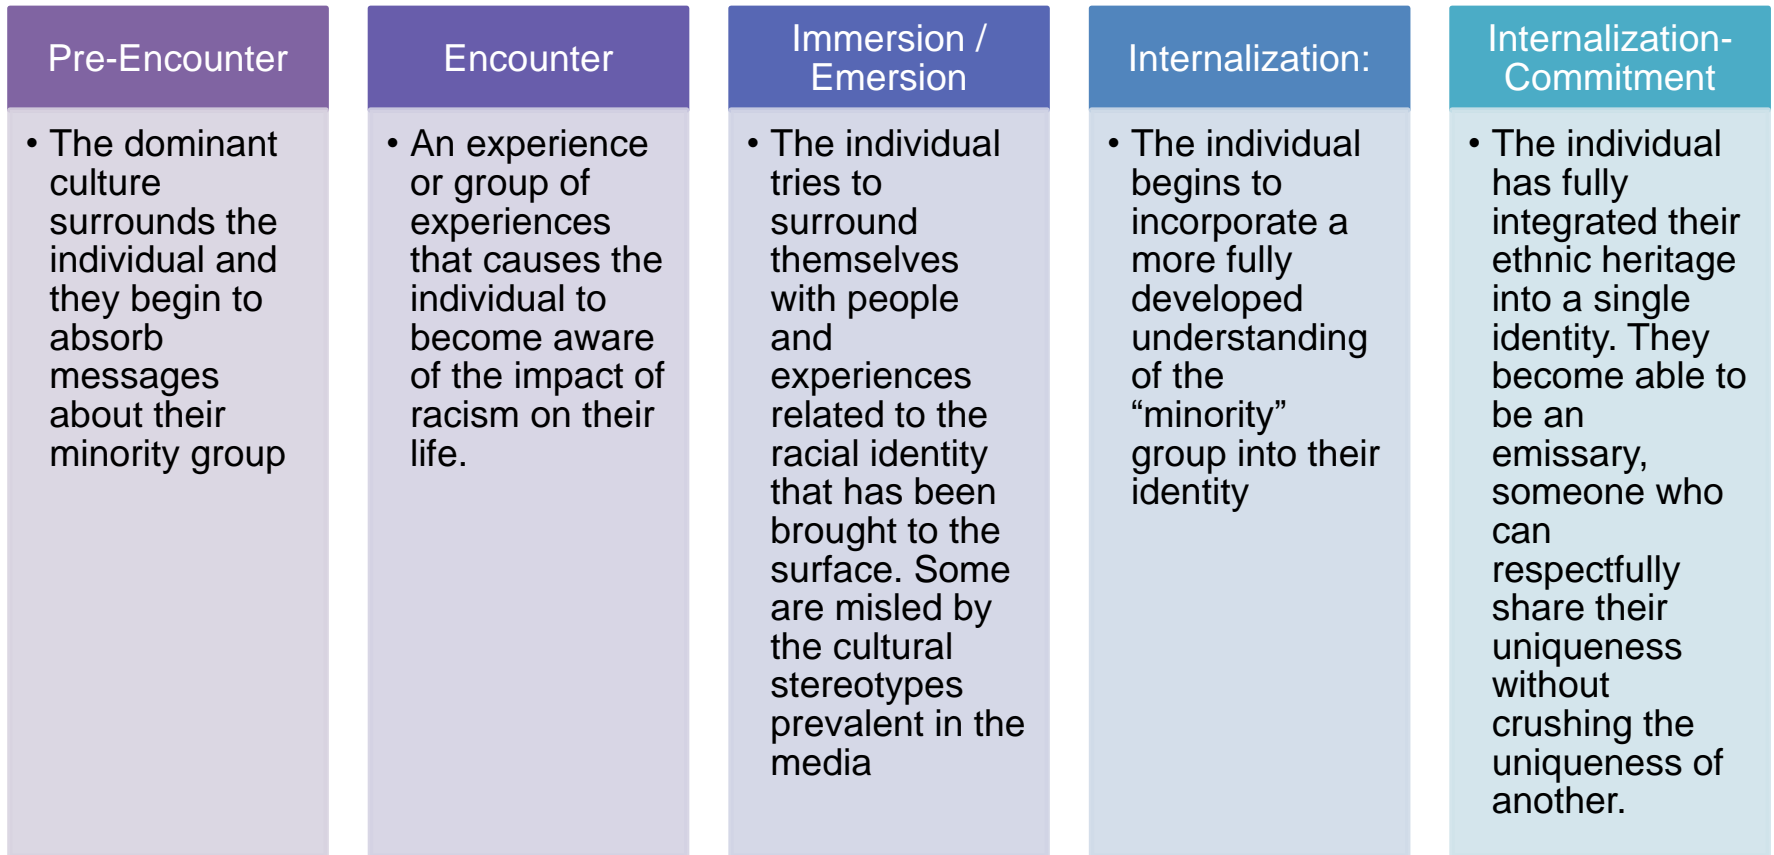 Pre-Encounter
• The dominant
culture
surrounds the
individual and
they begin to
absorb
messages
about their
minority group
Encounter
• An experience
or group of
experiences
that causes the
individual to
become aware
of the impact of
racism on their
life.
Immersion /
Emersion
• The individual
tries to
surround
themselves
with people
and
experiences
related to the
racial identity
that has been
brought to the
surface. Some
are misled by
the cultural
stereotypes
prevalent in the
media
Internalization:
• The individual
begins to
incorporate a
more fully
developed
understanding
of the
“minority”
group into their
identity
Internalization-
Commitment
• The individual
has fully
integrated their
ethnic heritage
into a single
identity. They
become able to
be an
emissary,
someone who
can
respectfully
share their
uniqueness
without
crushing the
uniqueness of
another.